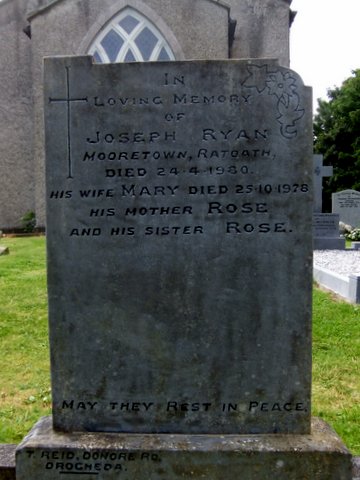 IN
LOVING MEMORY
OF
JOSEPH RYAN
MOORETOWN, RATOATH,
DIED 24·4·1980.
HIS WIFE MARY DIED 25·10·1978
HIS MOTHER ROSE
AND HIS SISTER ROSE.
MAY THEY REST IN PEACE.
T. REID, DONORE RD.
DROGHEDA.